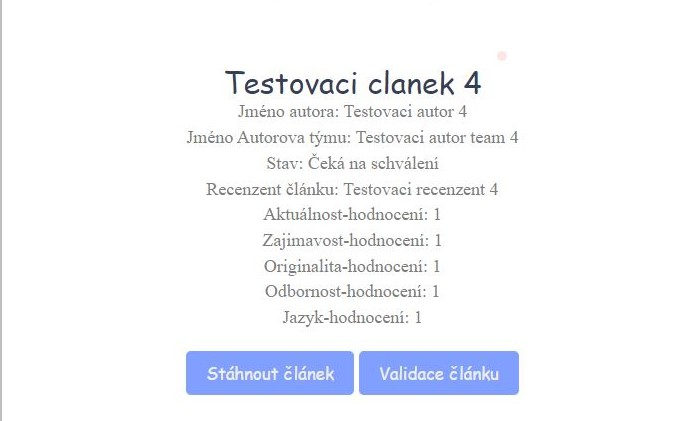 Testovaci clanek 4
Jméno autora: Testovaci autor 4
Jméno Autorova týmu: Testovaci autor team 4
Stav: Čeká na schválení
Recenzent článku: Testovaci recenzent 4
Aktuálnost-hodnocení: 1
Zajimavost-hodnocení: 1
Originalita-hodnocení: 1
Odbornost-hodnocení: 1
Jazyk-hodnocení: 1
Stáhnout článek Validace článku